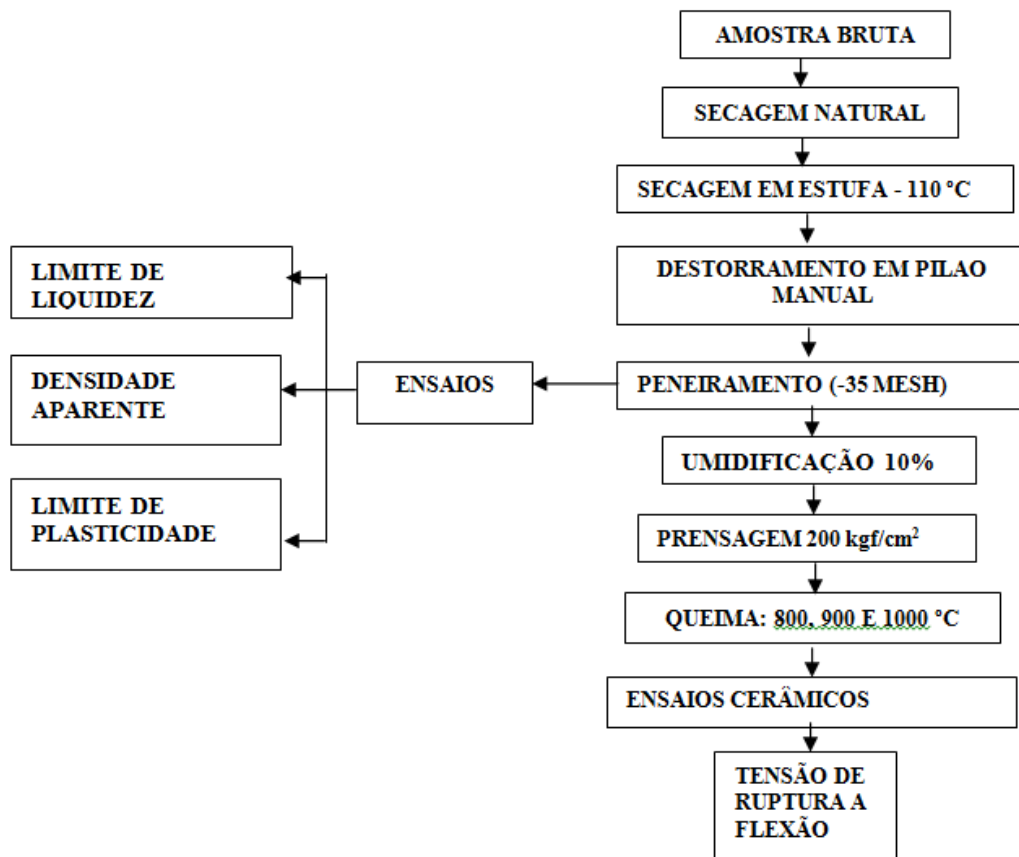 AMOSTRA BRUTA
SECAGEM NATURAL
SECAGEM EM ESTUFA - 110 °C
DESTORRAMENTO EM PILAO
MANUAL
PENEIRAMENTO (-35 MESH)
ENSAIOS
LIMITE DE
LIQUIDEZ
DENSIDADE
APARENTE
LIMITE DE
PLASTICIDADE
UMIDIFICAÇÃO 10%
PRENSAGEM 200 kgf/cm²
QUEIMA: 800, 900 E 1000 °C
ENSAIOS CERÂMICOS
TENSÃO DE
RUPTURA A
FLEXÃO